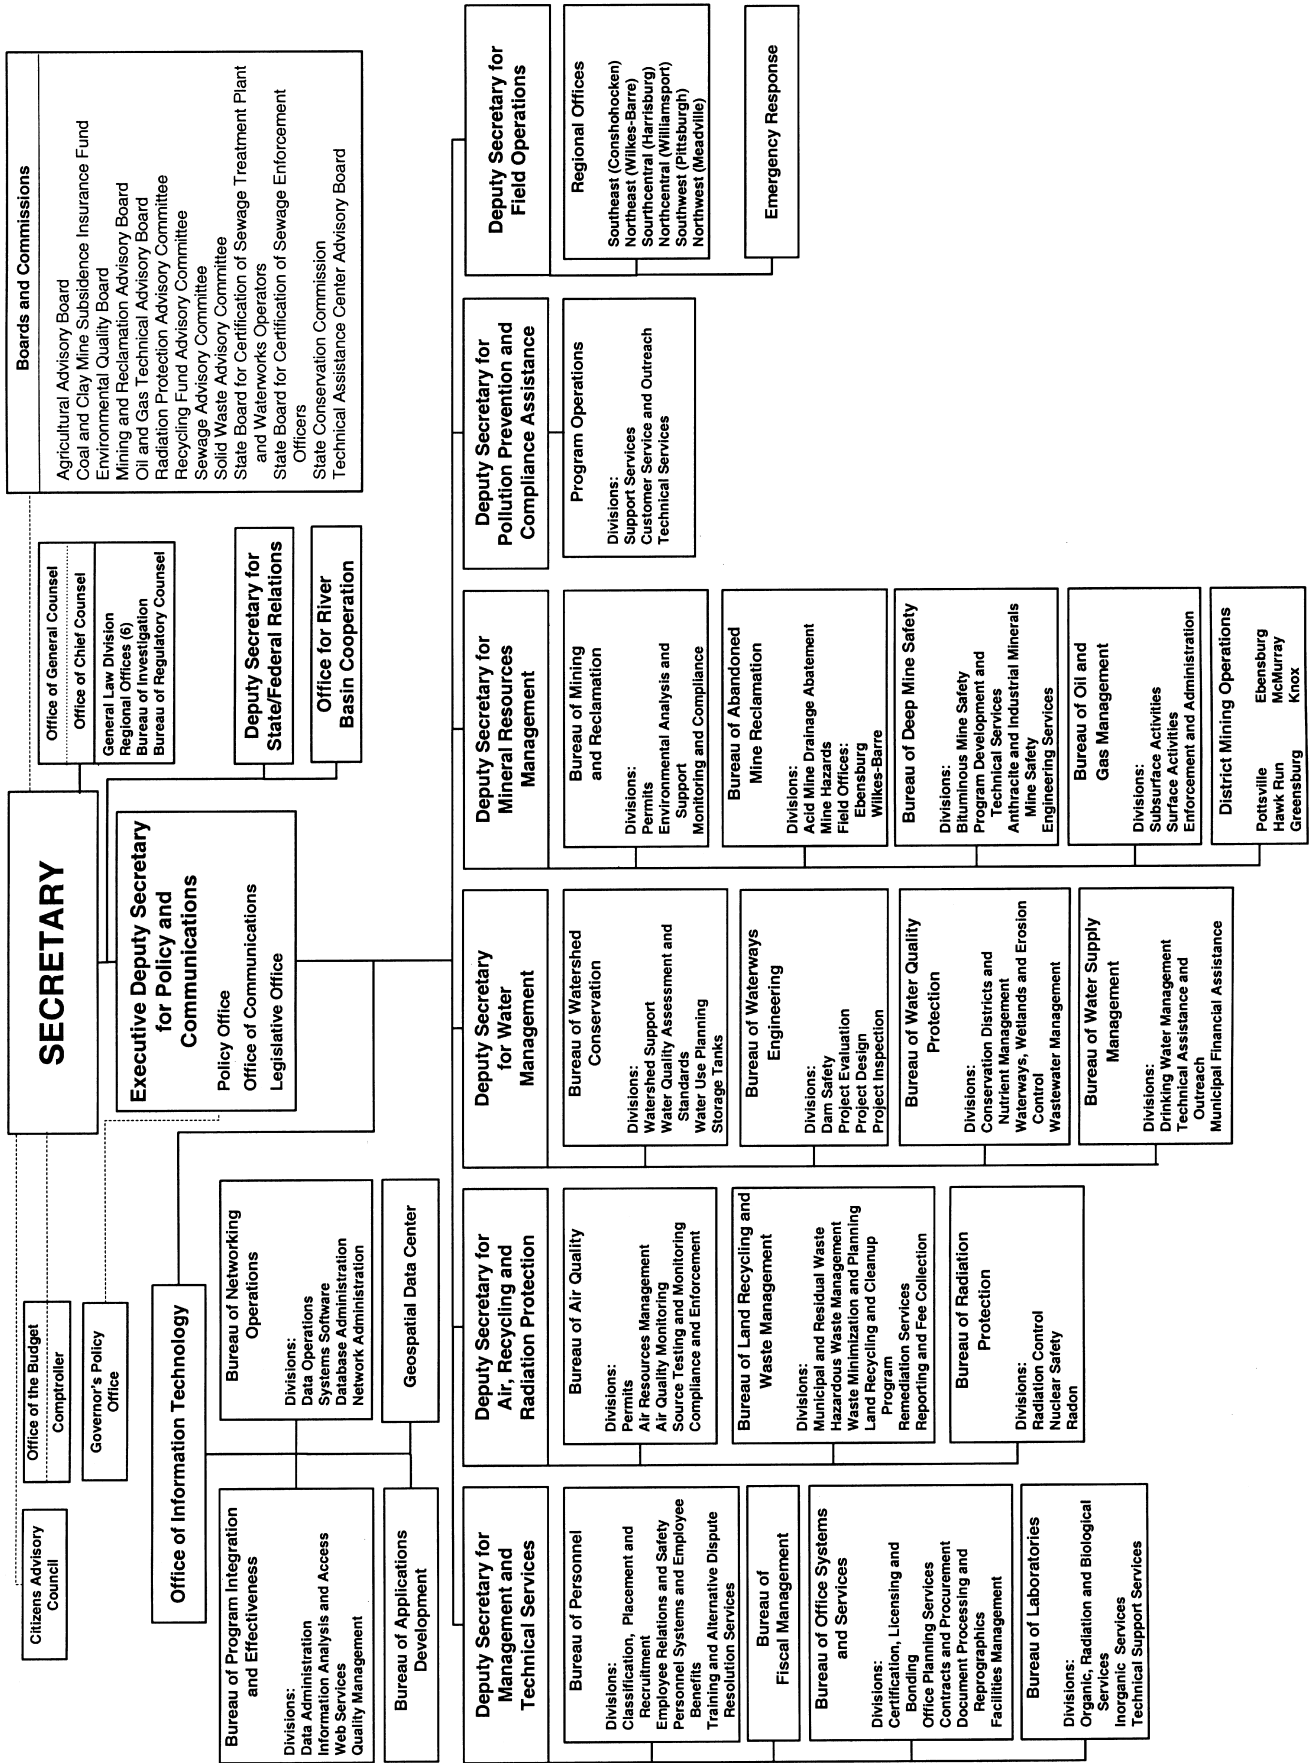 SECRETARY
Citizens Advisory
Council
Office of the Budget
Comptroller
Governor's Policy
Office
Executive Deputy Secretary
for Policy and
Communications
Policy Office
Office of Communications
Legislative Office
Office of General Counsel
Office of Chief Counsel
General Law Division
Regional Offices (6)
Bureau of Investigation
Bureau of Regulatory Counsel
Deputy Secretary for
State/Federal Relations
Office for River
Basin Cooperation
Boards and Commissions
Agricultural Advisory Board
Coal and Clay Mine Subsidence Insurance Fund
Environmental Quality Board
Mining and Reclamation Advisory Board
Oil and Gas Technical Advisory Board
Radiation Protection Advisory Committee
Recycling Fund Advisory Committee
Sewage Advisory Committee
Solid Waste Advisory Committee
State Board for Certification of Sewage Treatment Plant
and Waterworks Operators
State Board for Certification of Sewage Enforcement
Officers
State Conservation Commission
Technical Assistance Center Advisory Board
Office of Information Technology
Bureau of Program Integration
and Effectiveness
Divisions:
Data Administration
Information Analysis and Access
Web Services
Quality Management
Bureau of Networking
Operations
Divisions:
Data Operations
Systems Software
Database Administration
Network Administration
Bureau of Applications
Development
Geospatial Data Center
Deputy Secretary for
Management and
Technical Services
Bureau of Personnel
Divisions:
Classification, Placement and
Recruitment
Employee Relations and Safety
Personnel Systems and Employee
Benefits
Training and Alternative Dispute
Resolution Services
Bureau of
Fiscal Management
Bureau of Office Systems
and Services
Divisions:
Certification, Licensing and
Bonding
Office Planning Services
Contracts and Procurement
Document Processing and
Reprographics
Facilities Management
Bureau of Laboratories
Divisions:
Organic, Radiation and Biological
Services
Inorganic Services
Technical Support Services
Deputy Secretary for
Air, Recycling and
Radiation Protection
Bureau of Air Quality
Divisions:
Permits
Air Resources Management
Air Quality Monitoring
Source Testing and Monitoring
Compliance and Enforcement
Bureau of Land Recycling and
Waste Management
Divisions:
Municipal and Residual Waste
Hazardous Waste Management
Waste Minimization and Planning
Land Recycling and Cleanup
Program
Remediation Services
Reporting and Fee Collection
Bureau of Radiation
Protection
Divisions:
Radiation Control
Nuclear Safety
Radon
Deputy Secretary
for Water
Management
Bureau of Watershed
Conservation
Divisions:
Watershed Support
Water Quality Assessment and
Standards
Water Use Planning
Storage Tanks
Bureau of Waterways
Engineering
Divisions:
Dam Safety
Project Evaluation
Project Design
Project Inspection
Bureau of Water Quality
Protection
Divisions:
Conservation Districts and
Nutrient Management
Waterways, Wetlands and Erosion
Control
Wastewater Management
Bureau of Water Supply
Management
Divisions:
Drinking Water Management
Technical Assistance and
Outreach
Municipal Financial Assistance
Deputy Secretary for
Mineral Resources
Management
Bureau of Mining
and Reclamation
Divisions:
Permits
Environmental Analysis and
Support
Monitoring and Compliance
Bureau of Abandoned
Mine Reclamation
Divisions:
Acid Mine Drainage Abatement
Mine Hazards
Field Offices:
Ebensburg
Wilkes-Barre
Bureau of Deep Mine Safety
Divisions:
Bituminous Mine Safety
Program Development and
Technical Services
Anthracite and Industrial Minerals
Mine Safety
Engineering Services
Bureau of Oil and
Gas Management
Divisions:
Subsurface Activities
Surface Activities
Enforcement and Administration
District Mining Operations
Pottsville Ebensburg
Hawk Run McMurray
Greensburg Knox
Deputy Secretary for
Pollution Prevention and
Compliance Assistance
Program Operations
Divisions:
Support Services
Customer Service and Outreach
Technical Services
Deputy Secretary for
Field Operations
Regional Offices
Southeast (Conshohocken)
Northeast (Wilkes-Barre)
Sourthcentral (Harrisburg)
Northcentral (Williamsport)
Southwest (Pittsburgh)
Northwest (Meadville)
Emergency Response